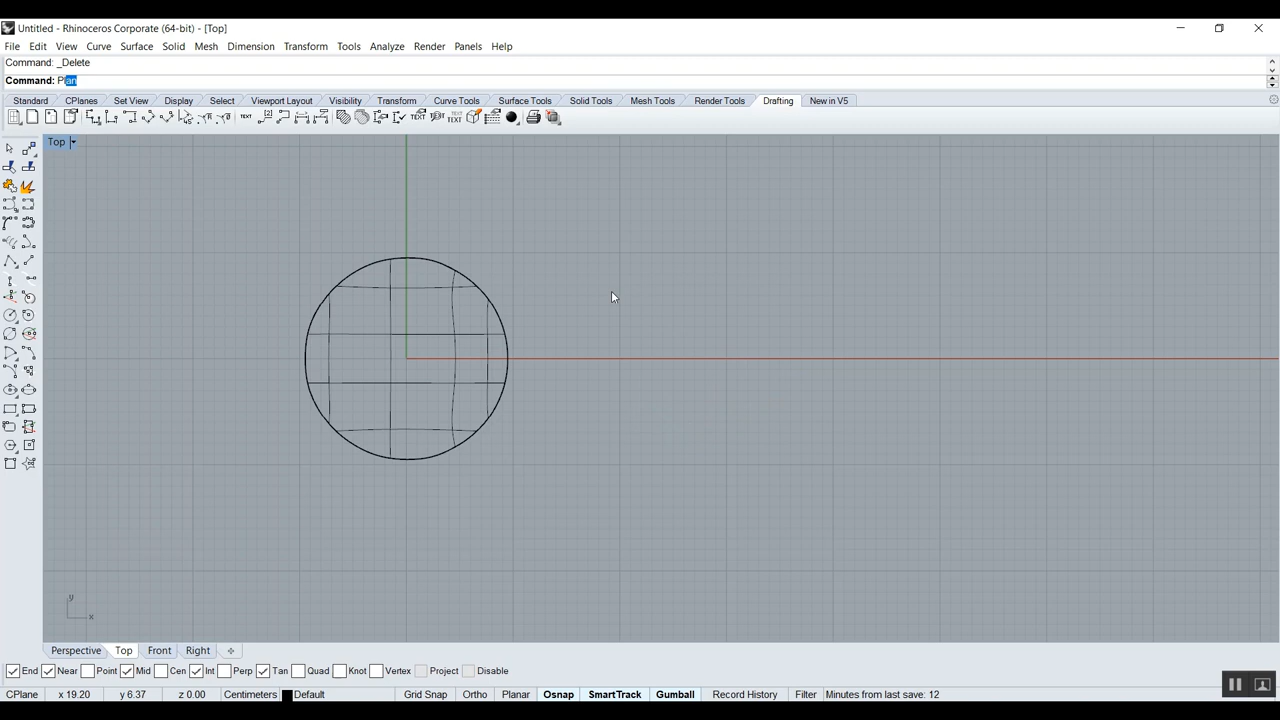 Untitled - Rhinoceros Corporate (64-bit) - [Top]
File Edit View Curve Surface Solid Mesh Dimension Transform Tools Analyze Render Panels Help
Command: _Delete
Command: Plan
Standard CPlanes Set View Display Select Viewport Layout Visibility Transform Curve Tools Surface Tools Solid Tools Mesh Tools Render Tools Drafting New in V5
TEXT TEXT TEXT TEXT
Top
y
x
Perspective Top Front Right
End Near Point Mid Cen Int Perp Tan Quad Knot Vertex Project Disable
CPlane x 19.20 y 6.37 z 0.00 Centimeters Default Grid Snap Ortho Planar Osnap SmartTrack Gumball Record History Filter Minutes from last save: 12